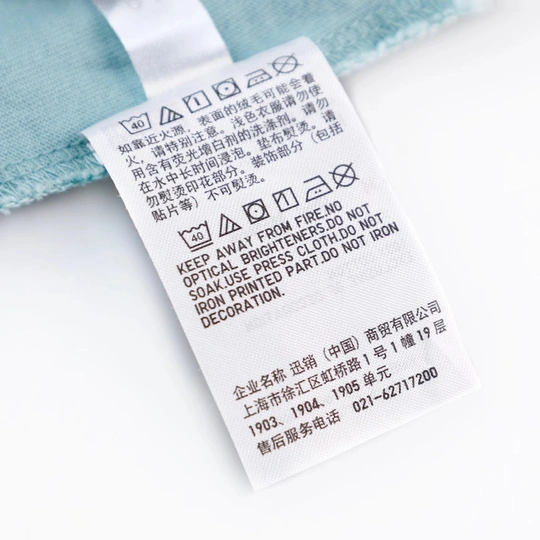 40
如靠近火源，表面的绒毛可能会着
火，请特别注意。浅色衣服请勿使
用含有荧光增白剂的洗涤剂。请勿
在水中长时间浸泡。垫布熨烫。请
勿熨烫印花部分。装饰部分（包括
贴片等）不可熨烫。
40
KEEP AWAY FROM FIRE.NO
OPTICAL BRIGHTENERS.DO NOT
SOAK.USE PRESS CLOTH.DO NOT IRON
IRON PRINTED PART.DO NOT IRON
DECORATION.
企业名称 迅销（中国）商贸有限公司
上海市徐汇区虹桥路1号1幢19层
1903、1904、1905单元
售后服务电话 021-62717200